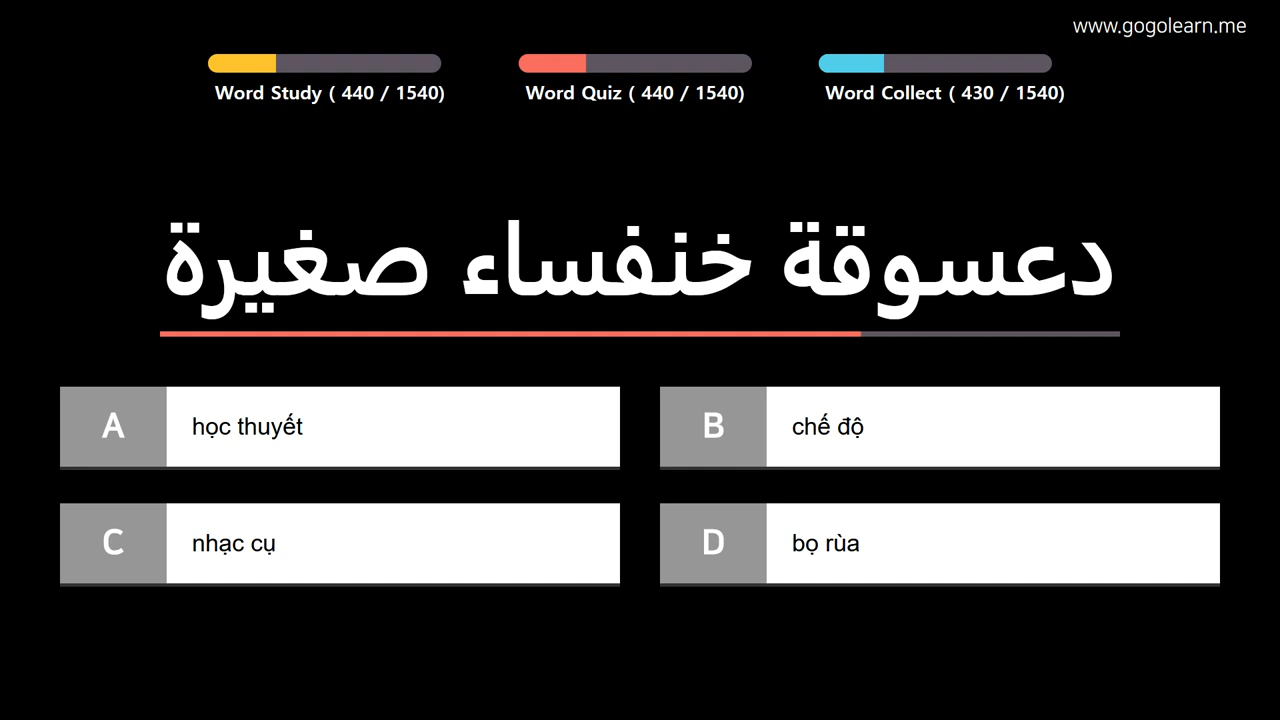 www.gogolearn.me
Word Study ( 440 / 1540)
Word Quiz ( 440 / 1540)
Word Collect ( 430 / 1540)
دعسوقة خنفساء صغيرة
A học thuyết
B chế độ
C nhạc cụ
D bọ rùa